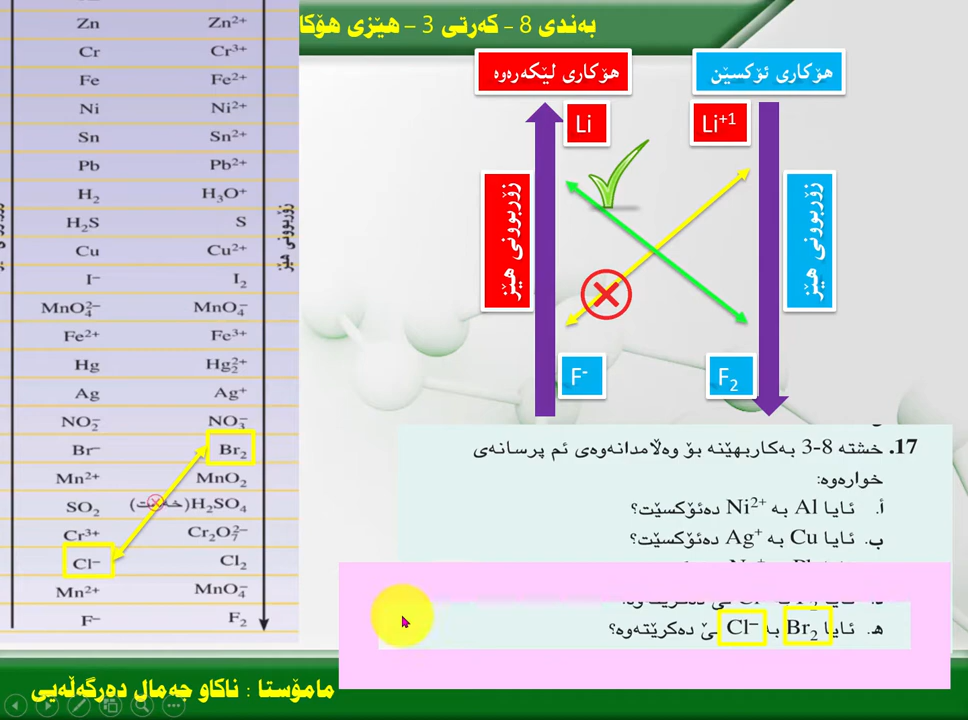 بەندی 8 - کەرتی 3 – هێزی هۆکا
Zn Zn²⁺
Cr Cr³⁺
Fe Fe²⁺
Ni Ni²⁺
Sn Sn²⁺
Pb Pb²⁺
H₂ H₃O⁺
H₂S S
Cu Cu²⁺
I⁻ I₂
MnO₄²⁻ MnO₄⁻
Fe²⁺ Fe³⁺
Hg Hg₂²⁺
Ag Ag⁺
NO₂⁻ NO₃⁻
Br⁻ Br₂
Mn²⁺ MnO₂
SO₂ H₂SO₄
Cr³⁺ Cr₂O₇²⁻
Cl⁻ Cl₂
Mn²⁺ MnO₄⁻
F⁻ F₂
هۆکاری لێکەرەوە
هۆکاری ئۆکسێن
Li
Li⁺¹
زۆربوونی هێز
زۆربوونی هێز
F⁻
F₂
17. خشتە 8-3 بەکاربهێنە بۆ وەڵامدانەوەی ئم پرسانەی
خوارەوە:
أ. ئایا Al بە Ni²⁺ دەئۆکسێت؟
ب. ئایا Cu بە Ag⁺ دەئۆکسێت؟
هـ. ئایا Br₂ بە Cl⁻ لێ دەکرێتەوە؟
مامۆستا : ناکاو جەمال دەرگەڵەیی